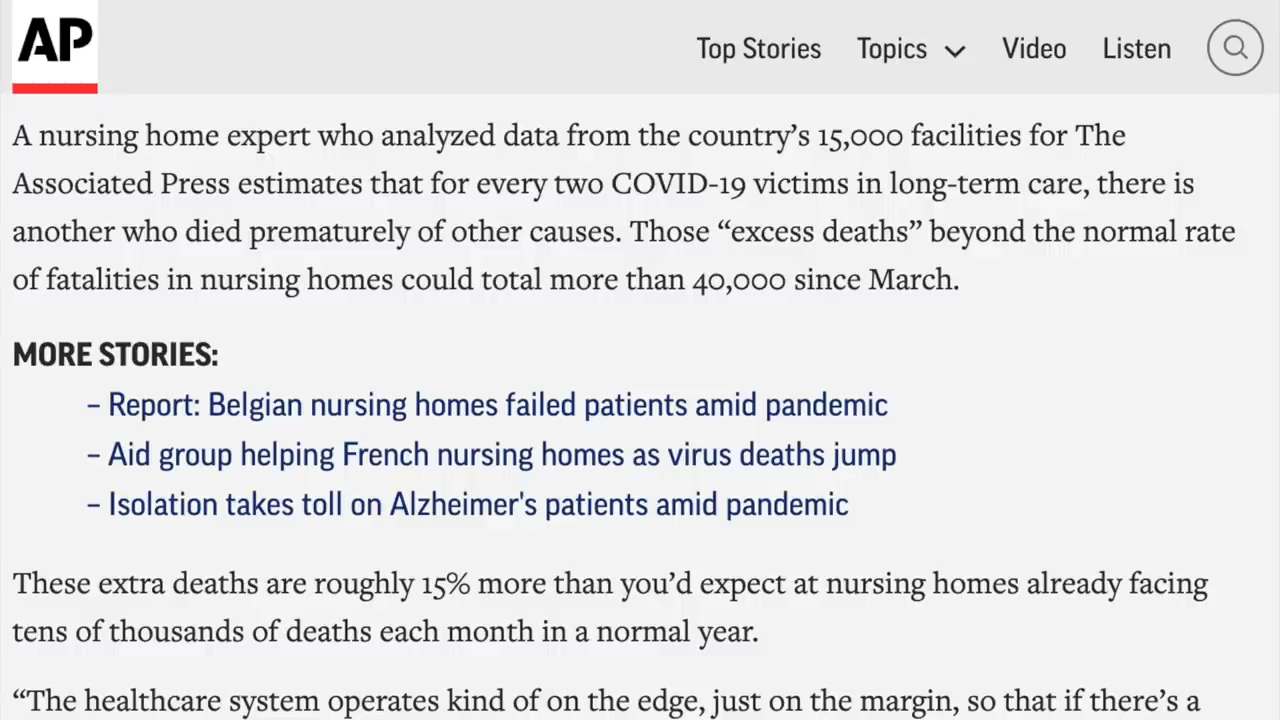 AP
Top Stories Topics Video Listen
A nursing home expert who analyzed data from the country’s 15,000 facilities for The
Associated Press estimates that for every two COVID-19 victims in long-term care, there is
another who died prematurely of other causes. Those “excess deaths” beyond the normal rate
of fatalities in nursing homes could total more than 40,000 since March.
MORE STORIES:
– Report: Belgian nursing homes failed patients amid pandemic
– Aid group helping French nursing homes as virus deaths jump
– Isolation takes toll on Alzheimer's patients amid pandemic
These extra deaths are roughly 15% more than you’d expect at nursing homes already facing
tens of thousands of deaths each month in a normal year.
“The healthcare system operates kind of on the edge, just on the margin, so that if there’s a